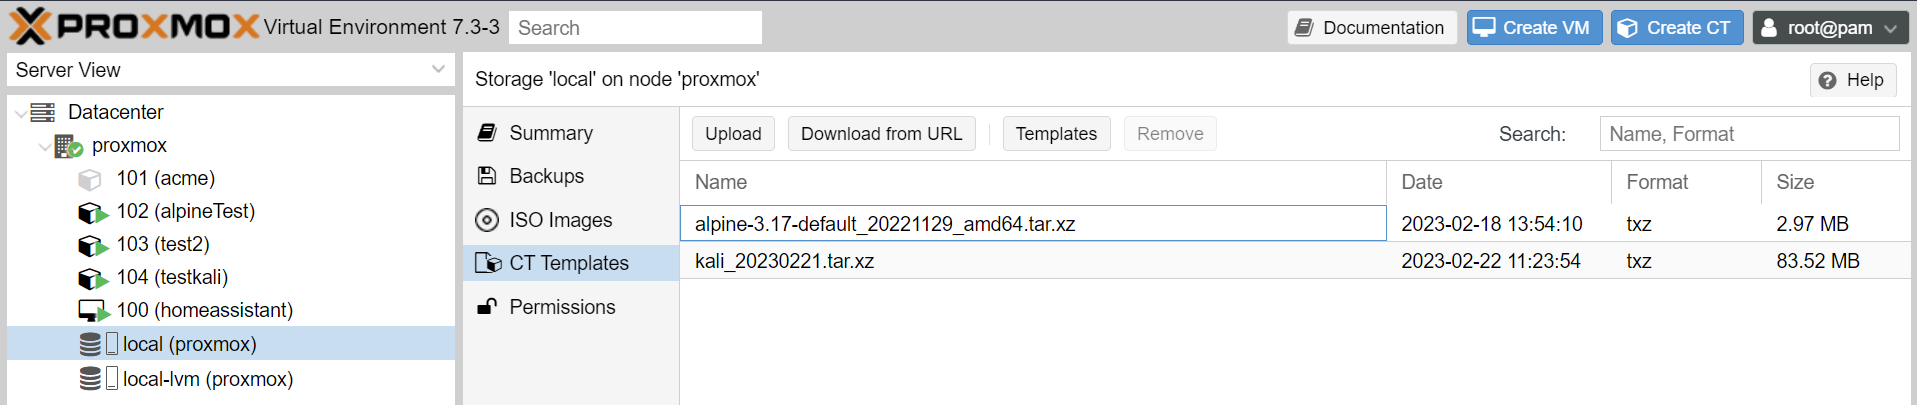 PROXMOX Virtual Environment 7.3-3 Search Documentation Create VM Create CT root@pam
Server View
Datacenter
proxmox
101 (acme)
102 (alpineTest)
103 (test2)
104 (testkali)
100 (homeassistant)
local (proxmox)
local-lvm (proxmox)
Storage 'local' on node 'proxmox' Help
Summary
Backups
ISO Images
CT Templates
Permissions
Upload Download from URL Templates Remove Search: Name, Format
Name Date Format Size
alpine-3.17-default_20221129_amd64.tar.xz 2023-02-18 13:54:10 txz 2.97 MB
kali_20230221.tar.xz 2023-02-22 11:23:54 txz 83.52 MB